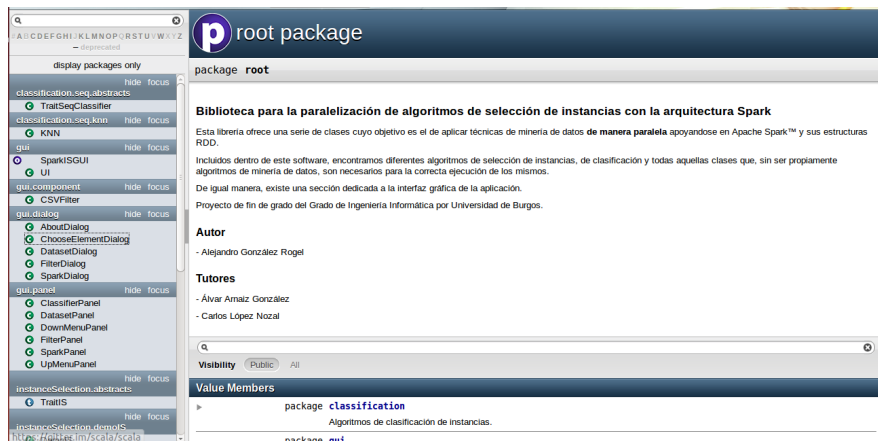 #ABCDEFGHIJKLMNOPQRSTUVWXYZ
– deprecated
display packages only
hide focus
classification.seq.abstracts
TraitSeqClassifier
classification.seq.knn hide focus
KNN
gui hide focus
SparkISGUI
UI
gui.component hide focus
CSVFilter
gui.dialog hide focus
AboutDialog
ChooseElementDialog
DatasetDialog
FilterDialog
SparkDialog
gui.panel hide focus
ClassifierPanel
DatasetPanel
DownMenuPanel
FilterPanel
SparkPanel
UpMenuPanel
hide focus
instanceSelection.abstracts
TraitIS
hide focus
instanceSelection.demoIS
https://gitter.im/scala/scala
p root package
package root
Biblioteca para la paralelización de algoritmos de selección de instancias con la arquitectura Spark
Esta librería ofrece una serie de clases cuyo objetivo es el de aplicar técnicas de minería de datos de manera paralela apoyandose en Apache Spark™ y sus estructuras
RDD.
Incluidos dentro de este software, encontramos diferentes algoritmos de selección de instancias, de clasificación y todas aquellas clases que, sin ser propiamente
algoritmos de minería de datos, son necesarios para la correcta ejecución de los mismos.
De igual manera, existe una sección dedicada a la interfaz gráfica de la aplicación.
Proyecto de fin de grado del Grado de Ingeniería Informática por Universidad de Burgos.
Autor
- Alejandro González Rogel
Tutores
- Álvar Arnaiz González
- Carlos López Nozal
Visibility Public All
Value Members
package classification
Algoritmos de clasificación de instancias.
package gui